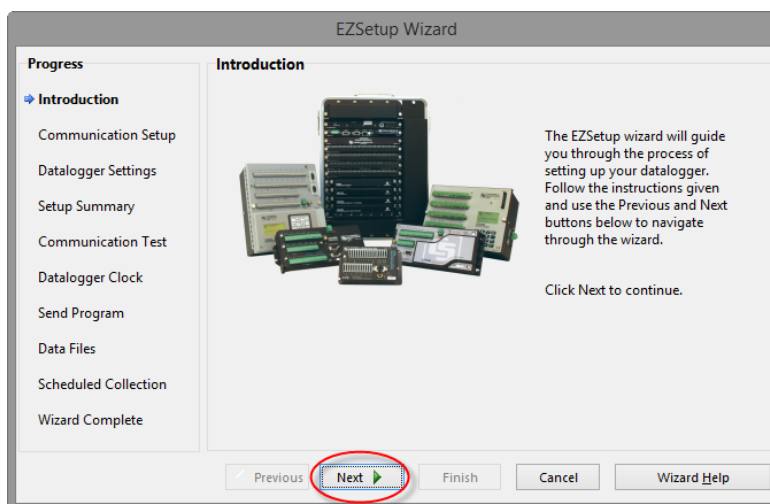 EZSetup Wizard
Progress
Introduction
Communication Setup
Datalogger Settings
Setup Summary
Communication Test
Datalogger Clock
Send Program
Data Files
Scheduled Collection
Wizard Complete
Introduction
The EZSetup wizard will guide
you through the process of
setting up your datalogger.
Follow the instructions given
and use the Previous and Next
buttons below to navigate
through the wizard.
Click Next to continue.
Previous
Next
Finish
Cancel
Wizard Help